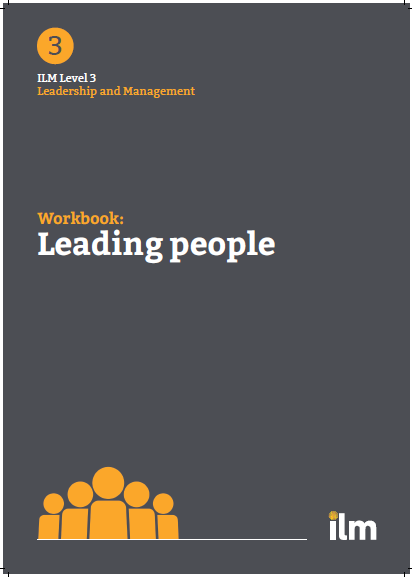 3
ILM Level 3
Leadership and Management
Workbook:
Leading people
ilm